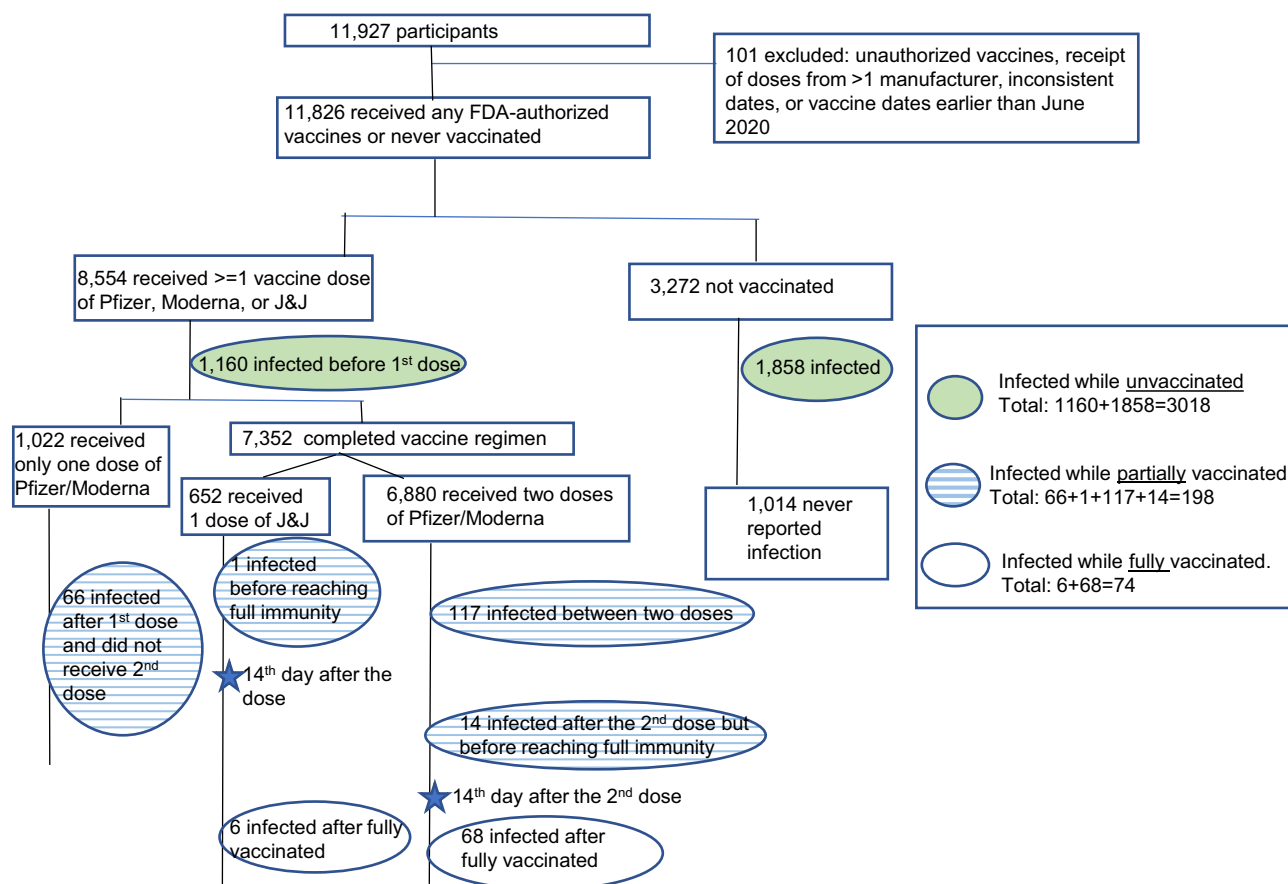 11,927 participants
101 excluded: unauthorized vaccines, receipt
of doses from >1 manufacturer, inconsistent
dates, or vaccine dates earlier than June
2020
11,826 received any FDA-authorized
vaccines or never vaccinated
8,554 received >=1 vaccine dose
of Pfizer, Moderna, or J&J
3,272 not vaccinated
1,160 infected before 1st dose
1,858 infected
Infected while unvaccinated
Total: 1160+1858=3018
Infected while partially vaccinated
Total: 66+1+117+14=198
Infected while fully vaccinated.
Total: 6+68=74
1,022 received
only one dose of
Pfizer/Moderna
7,352 completed vaccine regimen
652 received
1 dose of J&J
6,880 received two doses
of Pfizer/Moderna
1,014 never
reported
infection
66 infected
after 1st dose
and did not
receive 2nd
dose
1 infected
before reaching
full immunity
117 infected between two doses
14th day after the
dose
14 infected after the 2nd dose but
before reaching full immunity
14th day after the 2nd dose
6 infected after fully
vaccinated
68 infected after
fully vaccinated